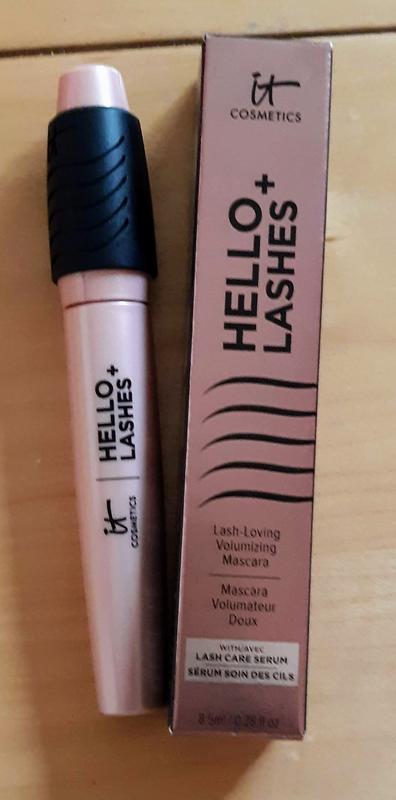 it
HELLO
LASHES+
it
COSMETICS
it
COSMETICS
HELLO
LASHES+
Lash-Loving
Volumizing
Mascara
Mascara
Volumateur
Doux
WITH/AVEC
LASH CARE SERUM
SÉRUM SOIN DES CILS
8.5ml / 0.28 fl oz